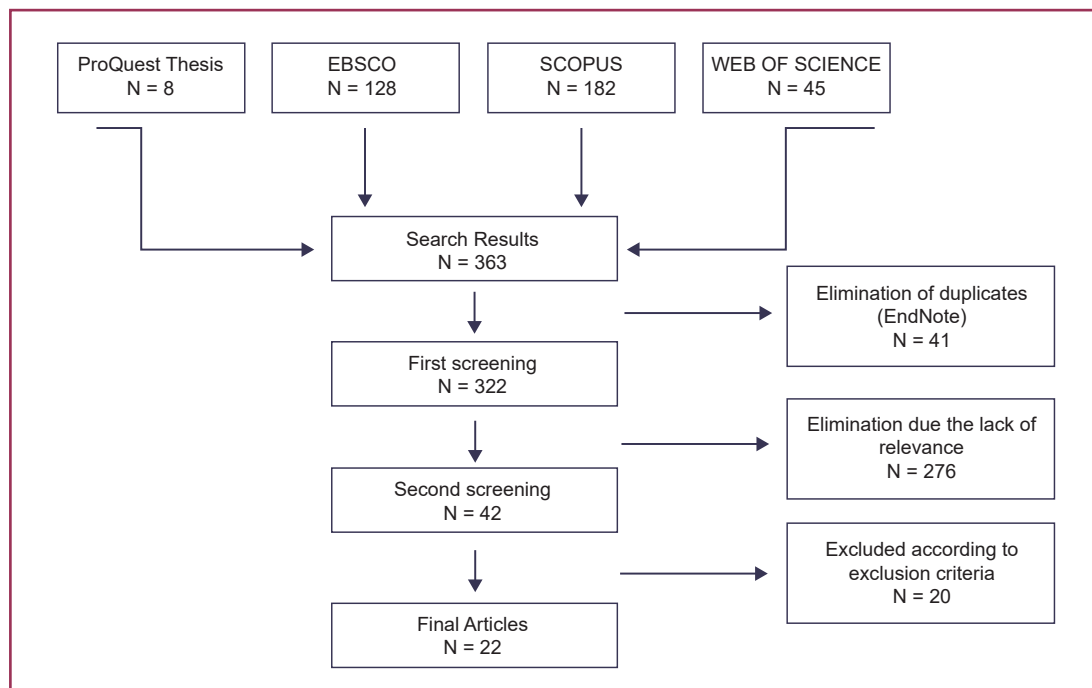 ProQuest Thesis
N = 8
EBSCO
N = 128
SCOPUS
N = 182
WEB OF SCIENCE
N = 45
Search Results
N = 363
Elimination of duplicates
(EndNote)
N = 41
First screening
N = 322
Elimination due the lack of
relevance
N = 276
Second screening
N = 42
Excluded according to
exclusion criteria
N = 20
Final Articles
N = 22